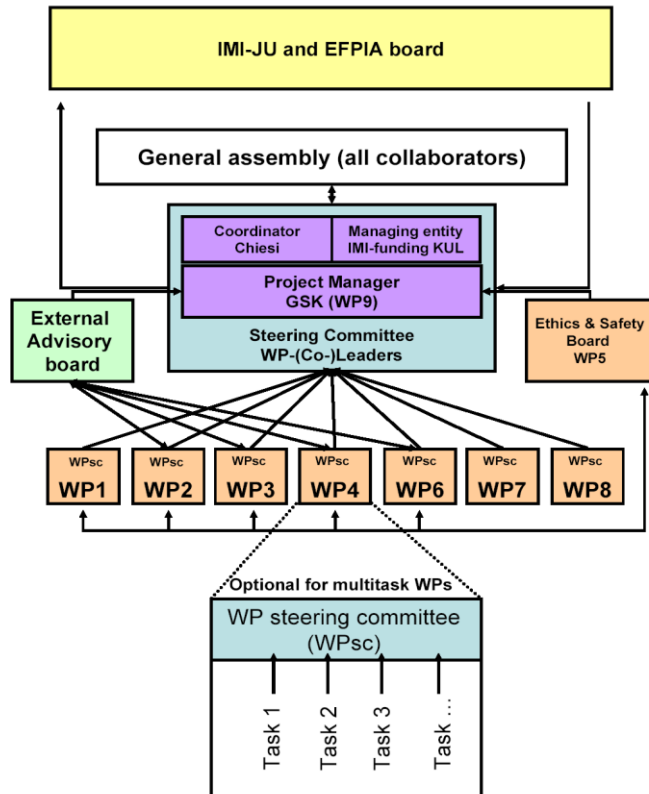 IMI-JU and EFPIA board
General assembly (all collaborators)
Coordinator
Chiesi
Managing entity
IMI-funding KUL
Project Manager
GSK (WP9)
Steering Committee
WP-(Co-)Leaders
External
Advisory
board
Ethics & Safety
Board
WP5
WPsc
WP1
WPsc
WP2
WPsc
WP3
WPsc
WP4
WPsc
WP6
WPsc
WP7
WPsc
WP8
Optional for multitask WPs
WP steering committee
(WPsc)
Task 1
Task 2
Task 3
Task ...